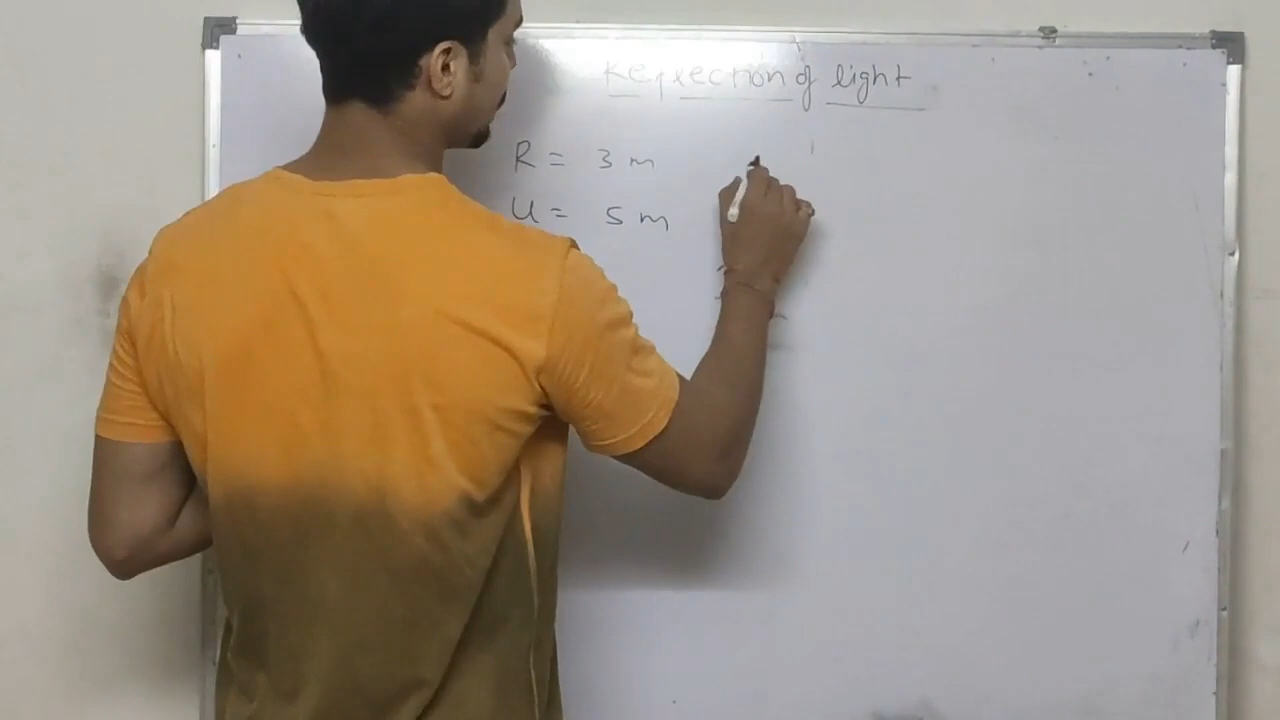 Reflection of light
R = 3 m
u = 5 m